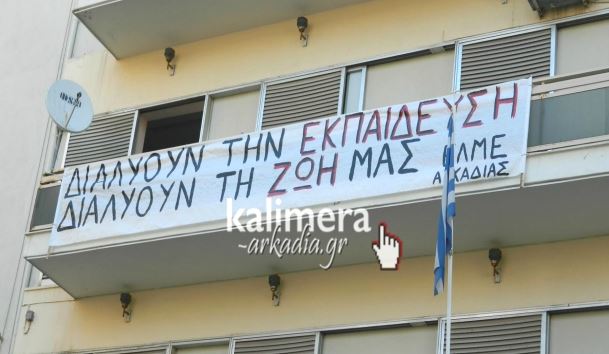 ΔΙΑΛΥΟΥΝ ΤΗΝ ΕΚΠΑΙΔΕΥΣΗ
ΔΙΑΛΥΟΥΝ ΤΗ ΖΩΗ ΜΑΣ ΕΛΜΕ
ΑΡΚΑΔΙΑΣ
kalimera
-arkadia.gr